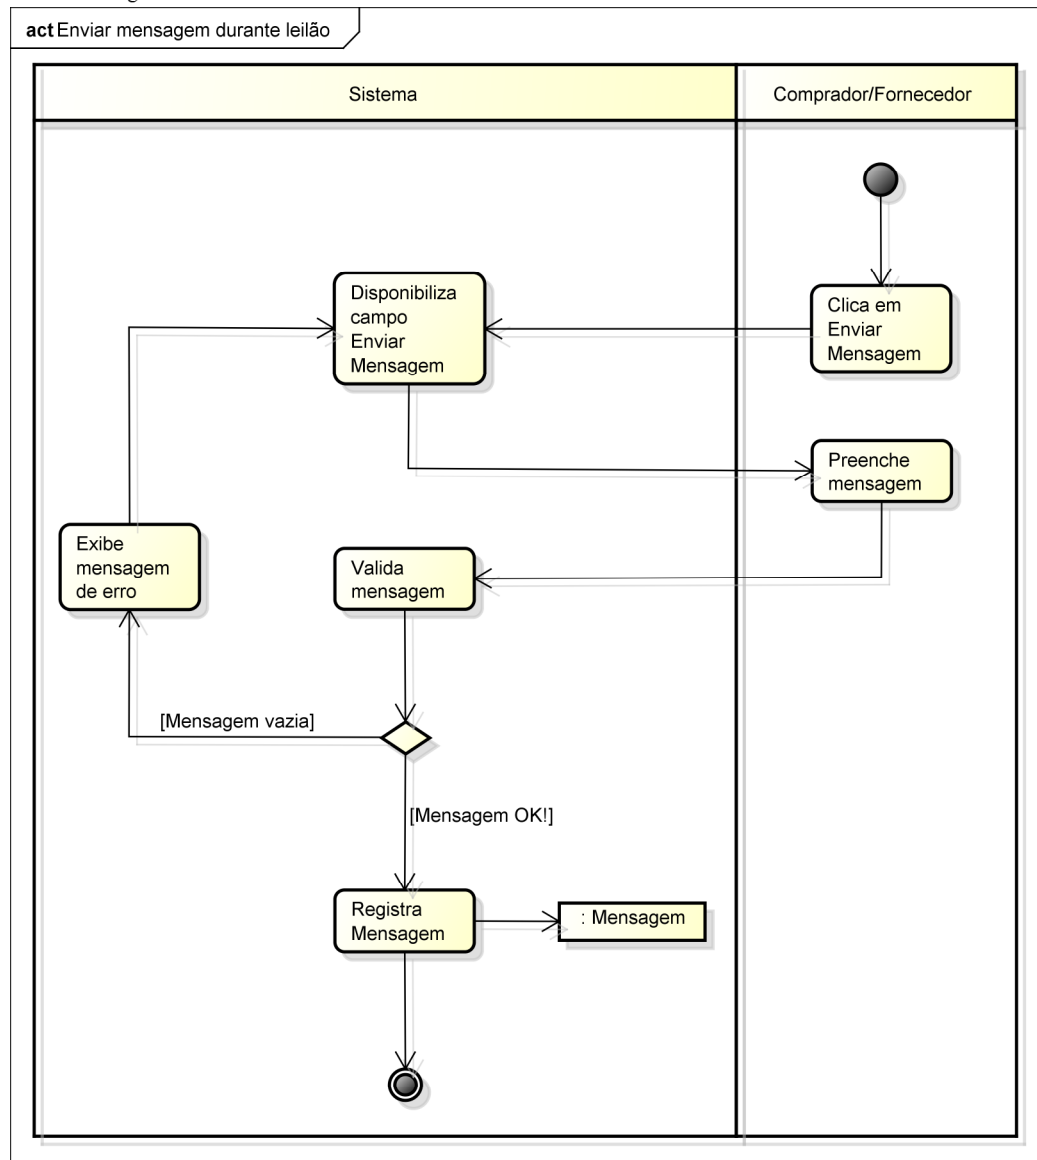 act Enviar mensagem durante leilão
Sistema
Comprador/Fornecedor
Disponibiliza
campo
Enviar
Mensagem
Clica em
Enviar
Mensagem
Preenche
mensagem
Exibe
mensagem
de erro
Valida
mensagem
[Mensagem vazia]
[Mensagem OK!]
Registra
Mensagem
: Mensagem